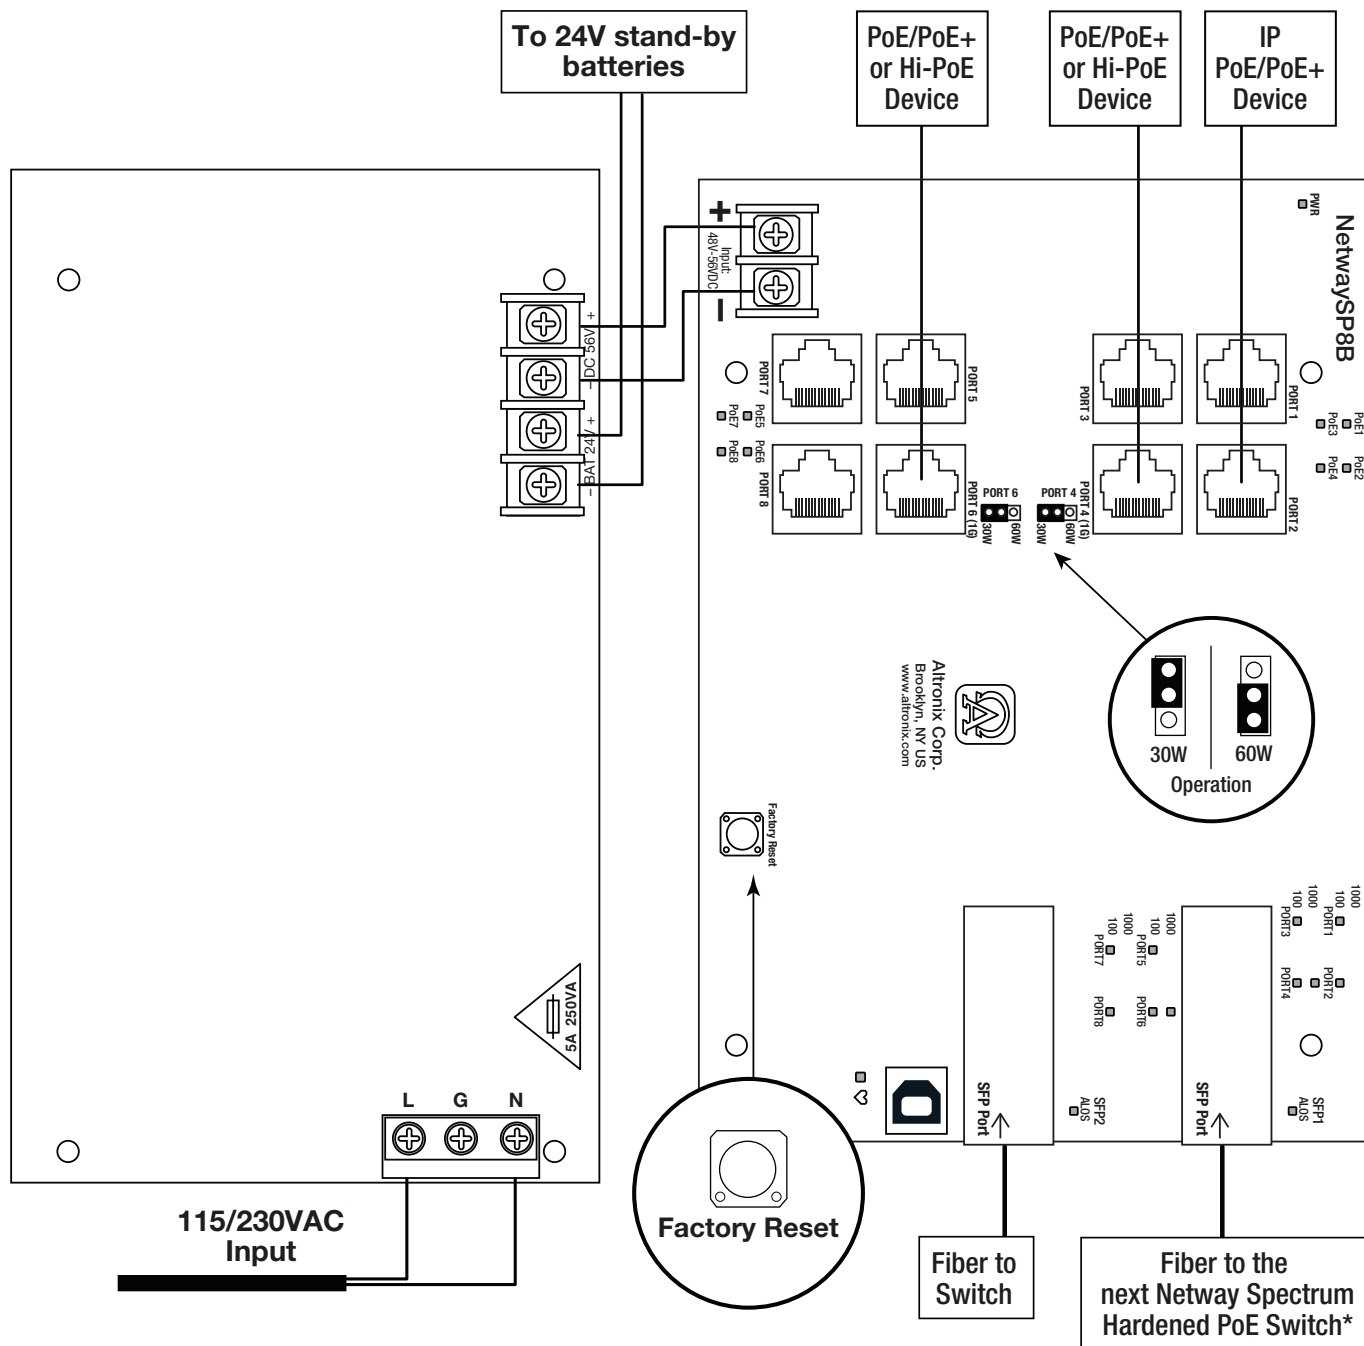 To 24V stand-by
batteries
PoE/PoE+
or Hi-PoE
Device
PoE/PoE+
or Hi-PoE
Device
IP
PoE/PoE+
Device
PWR
NetwaySP8B
+
Input:
48V-56VDC
–
– DC 56V +
– BAT 24V +
PORT 7
PORT 5
PORT 3
PORT 1
PoE7
PoE5
PoE8
PoE6
PoE3
PoE1
PoE4
PoE2
PORT 8
PORT 6 (1G)
PORT 6
30W
60W
PORT 4
30W
60W
PORT 4 (1G)
PORT 2
30W
60W
Operation
Altronix Corp.
Brooklyn, NY US
www.altronix.com
Factory Reset
1000
100
PORT7
1000
100
PORT5
PORT8
PORT6
1000
100
PORT3
1000
100
PORT1
PORT4
PORT2
5A 250VA
L G N
115/230VAC
Input
Factory Reset
SFP Port
SFP2
ALOS
SFP Port
SFP1
ALOS
Fiber to
Switch
Fiber to the
next Netway Spectrum
Hardened PoE Switch*